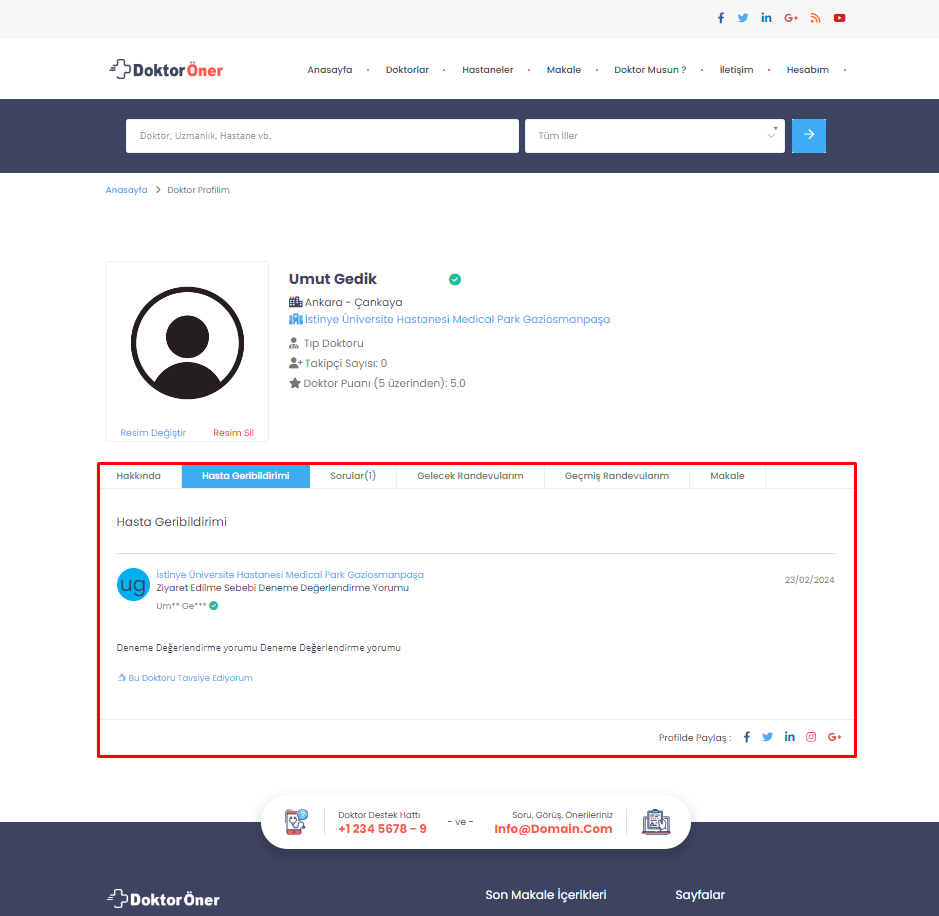 DoktorÖner
Anasayfa
Doktorlar
Hastaneler
Makale
Doktor Musun ?
İletişim
Hesabım
Doktor, Uzmanlık, Hastane vb.
Tüm İller
Anasayfa > Doktor Profilim
Umut Gedik
Ankara - Çankaya
İstinye Üniversite Hastanesi Medical Park Gaziosmanpaşa
Tıp Doktoru
Takipçi Sayısı: 0
Doktor Puanı (5 üzerinden): 5.0
Resim Değiştir
Resim Sil
Hakkında
Hasta Geribildirimi
Sorular(1)
Gelecek Randevularım
Geçmiş Randevularım
Makale
Hasta Geribildirimi
ug
İstinye Üniversite Hastanesi Medical Park Gaziosmanpaşa
23/02/2024
Ziyaret Edilme Sebebi Deneme Değerlendirme Yorumu
Um** Ge***
Deneme Değerlendirme yorumu Deneme Değerlendirme yorumu
Bu Doktoru Tavsiye Ediyorum
Profilde Paylaş :
Doktor Destek Hattı
+1 234 5678 - 9
- ve -
Soru, Görüş, Önerileriniz
Info@Domain.Com
DoktorÖner
Son Makale İçerikleri
Sayfalar